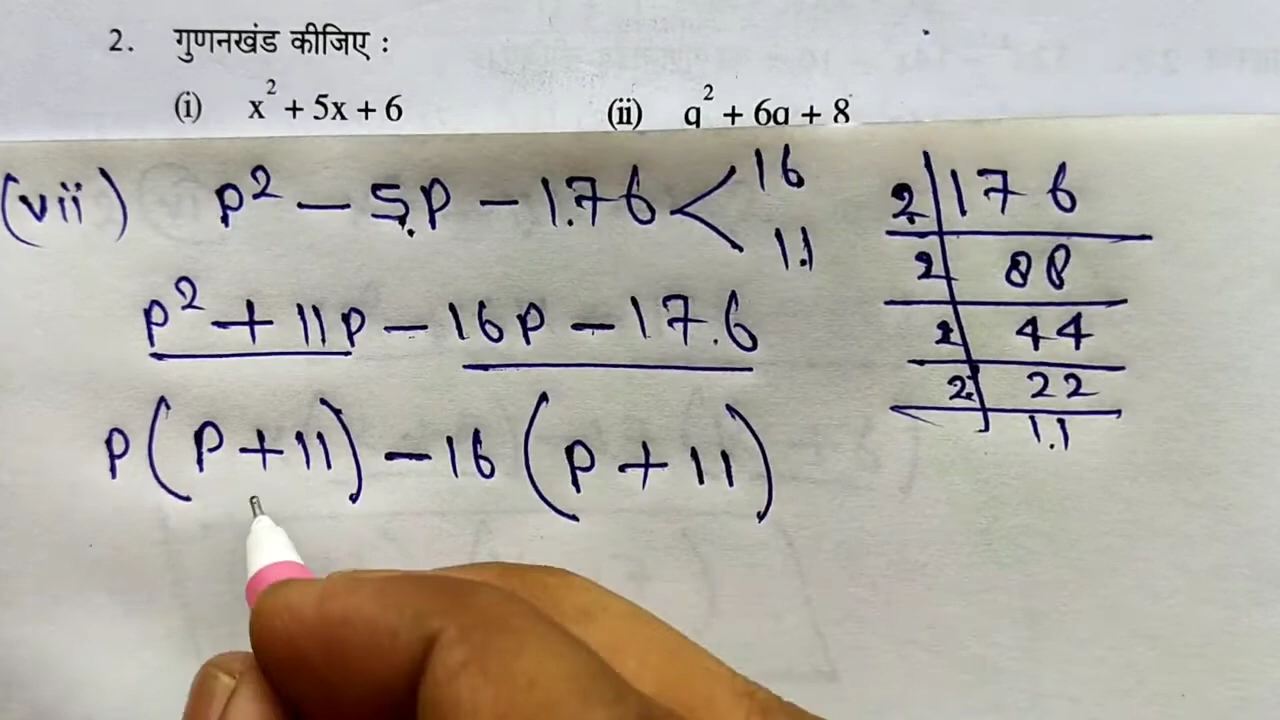 2. गुणनखंड कीजिए :
(i) x² + 5x + 6 (ii) q² + 6q + 8
(vii) p² - 5p - 176 < 16
11
p² + 11p - 16p - 176
p(p+11) - 16(p+11)
2 | 176
2 | 88
2 | 44
2 | 22
11